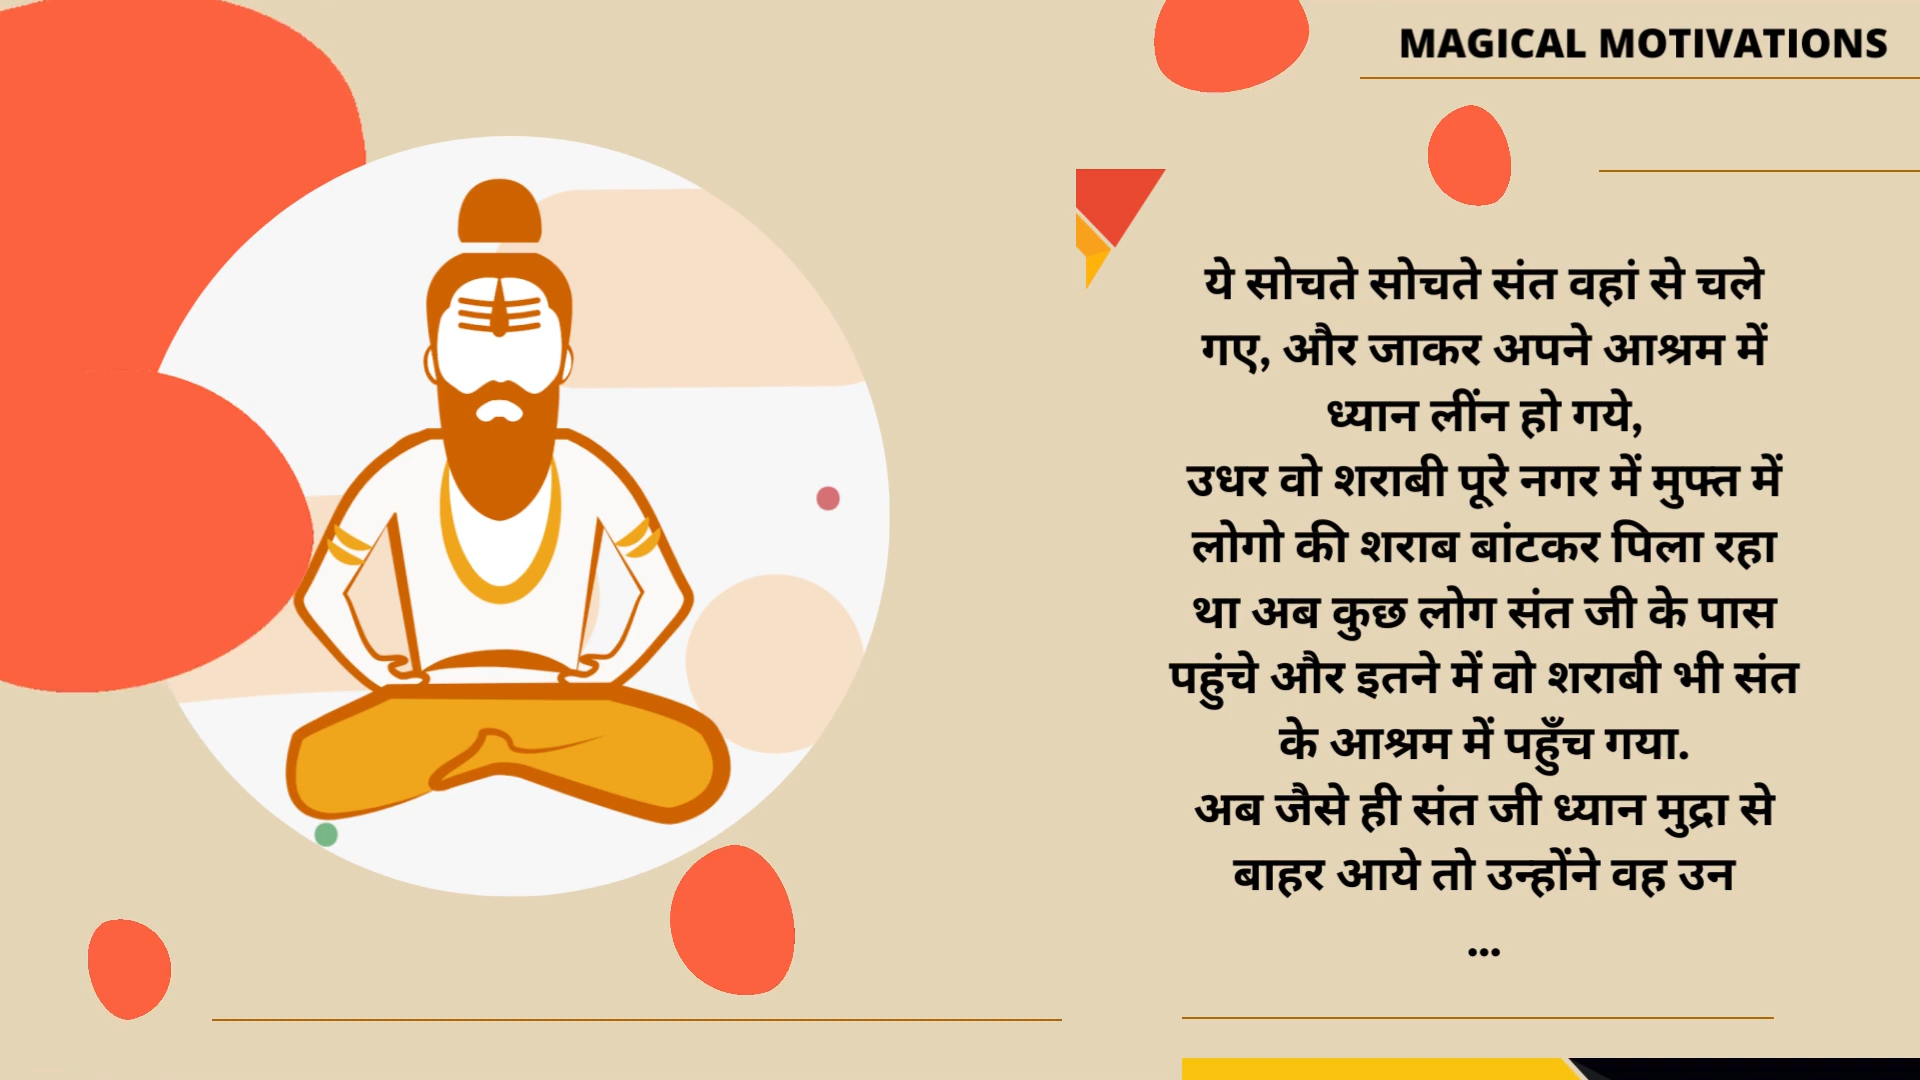 MAGICAL MOTIVATIONS
ये सोचते सोचते संत वहां से चले
गए, और जाकर अपने आश्रम में
ध्यान लींन हो गये,
उधर वो शराबी पूरे नगर में मुफ्त में
लोगो की शराब बांटकर पिला रहा
था अब कुछ लोग संत जी के पास
पहुंचे और इतने में वो शराबी भी संत
के आश्रम में पहुँच गया.
अब जैसे ही संत जी ध्यान मुद्रा से
बाहर आये तो उन्होंने वह उन
...